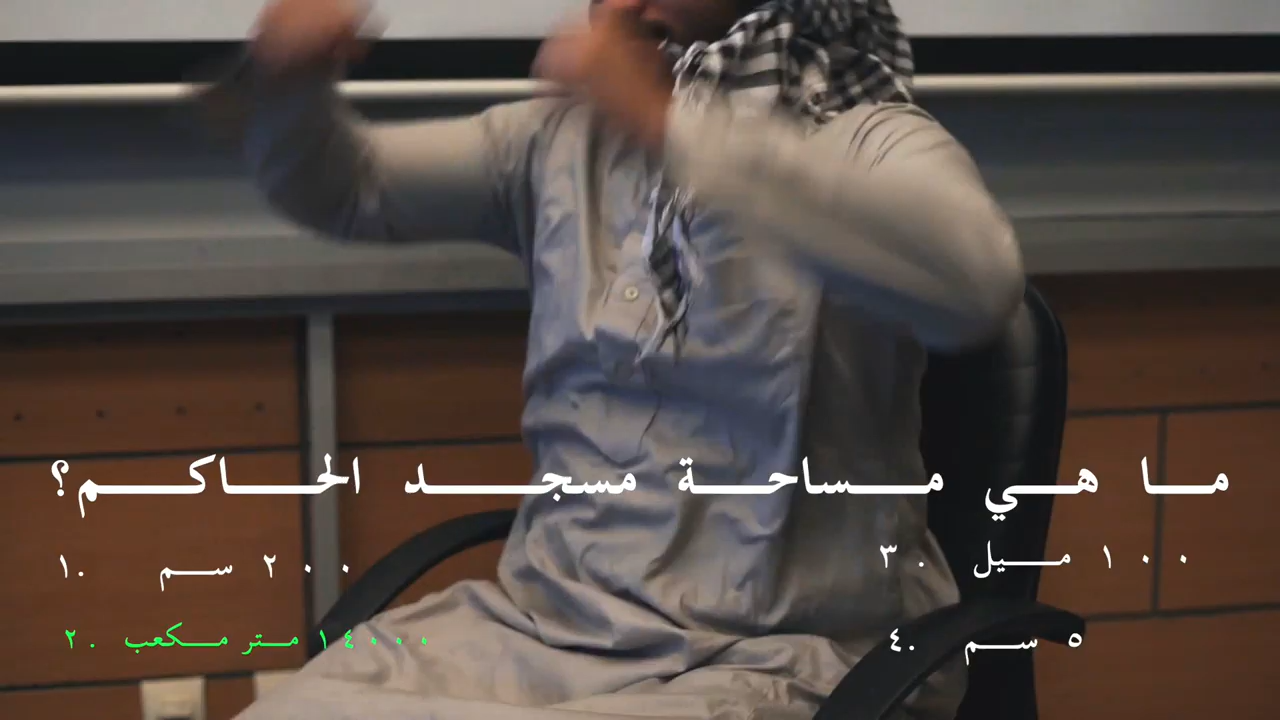 ما هي مساحة مسجد الحاكم؟
١. ٢٠٠ سم
٣. ١٠٠ ميل
٢. ١٤٠٠٠ متر مكعب
٤. ٥ سم